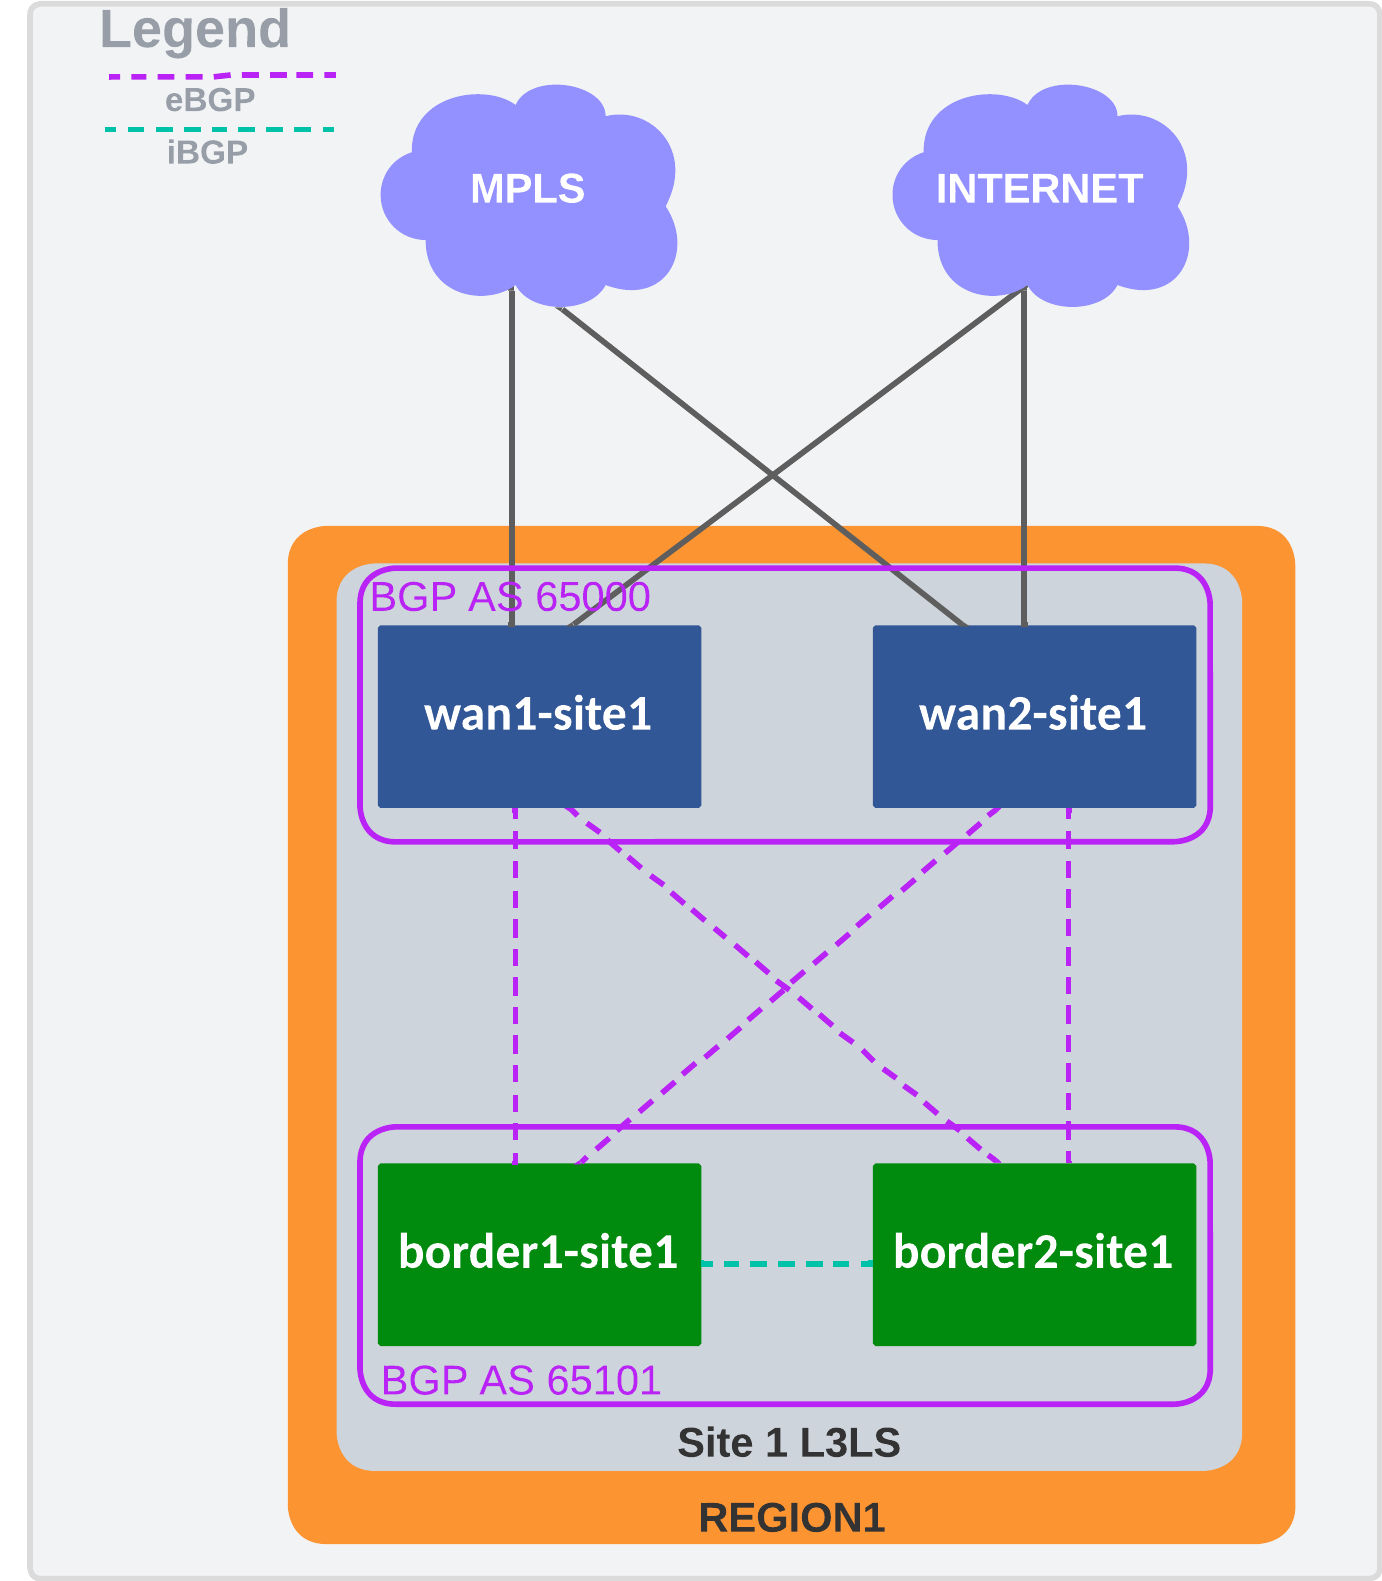 Legend
eBGP
iBGP
MPLS
INTERNET
BGP AS 65000
wan1-site1
wan2-site1
border1-site1
border2-site1
BGP AS 65101
Site 1 L3LS
REGION1